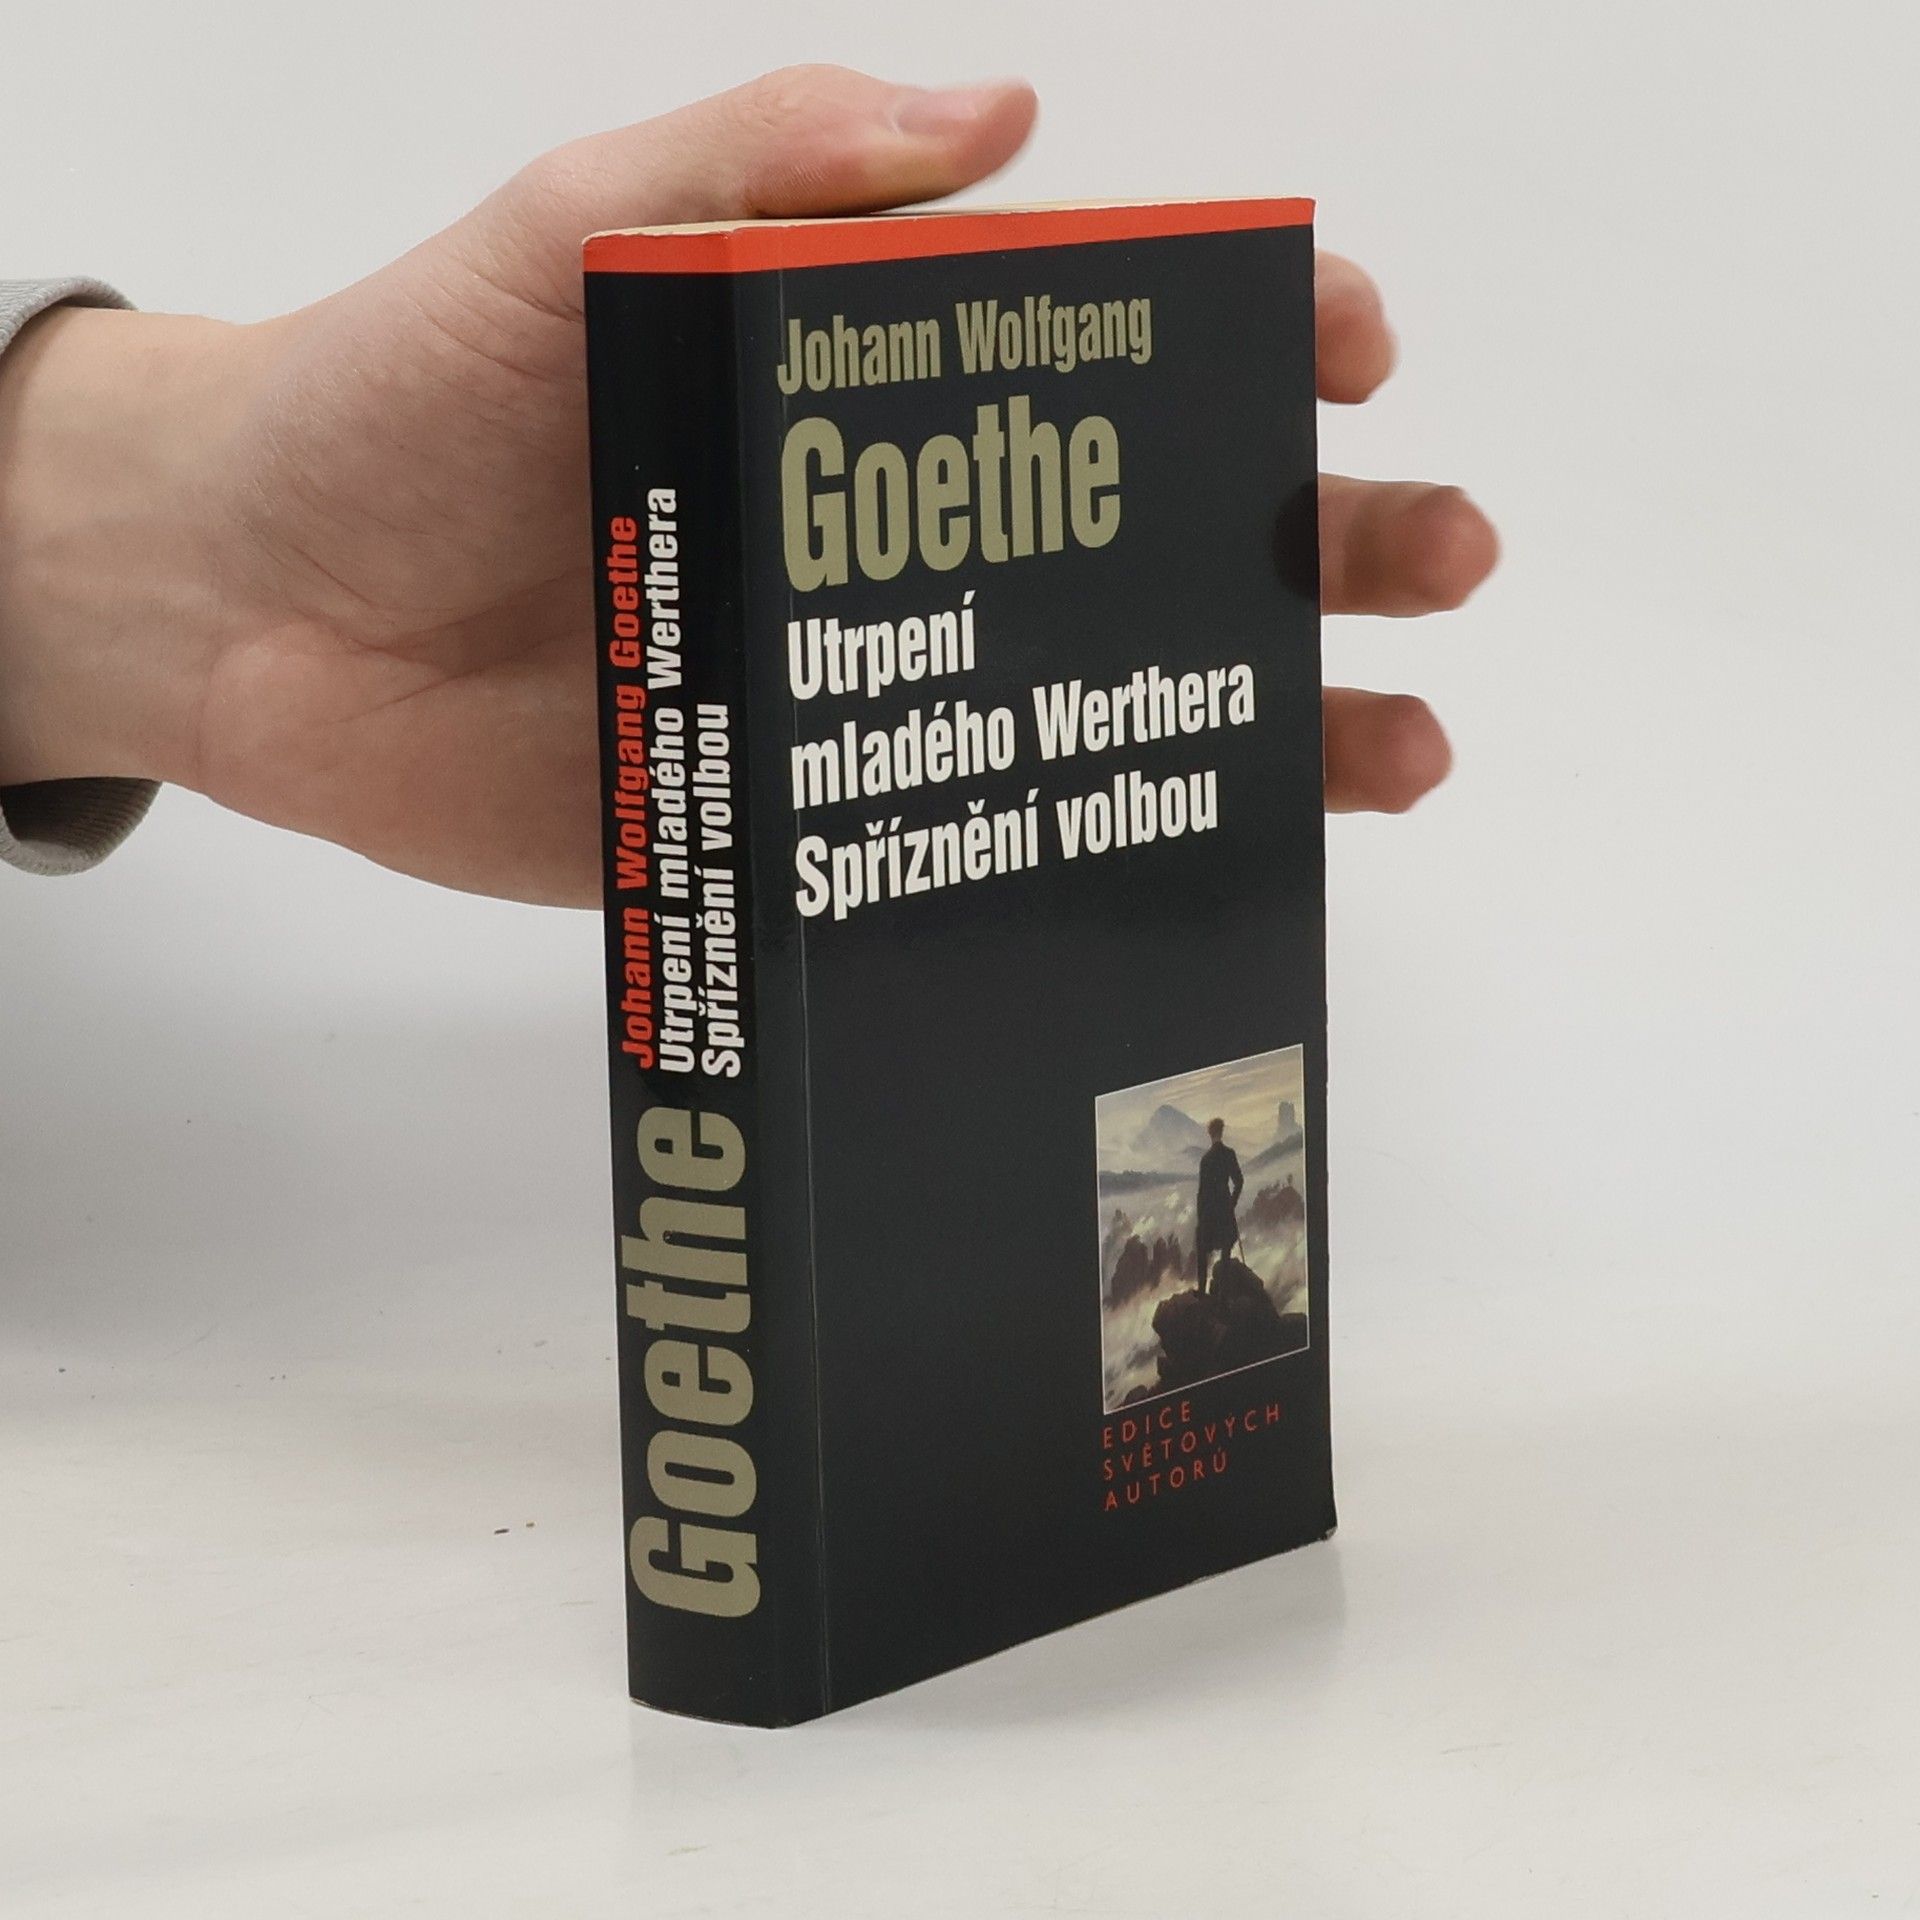 Johann Wolfgang Goethe
Utrpení mladého Werthera
Spříznění volbou
Goethe
Johann Wolfgang
Goethe
Utrpení
mladého Werthera
Spříznění volbou
EDICE
SVĚTOVÝCH
AUTORŮ